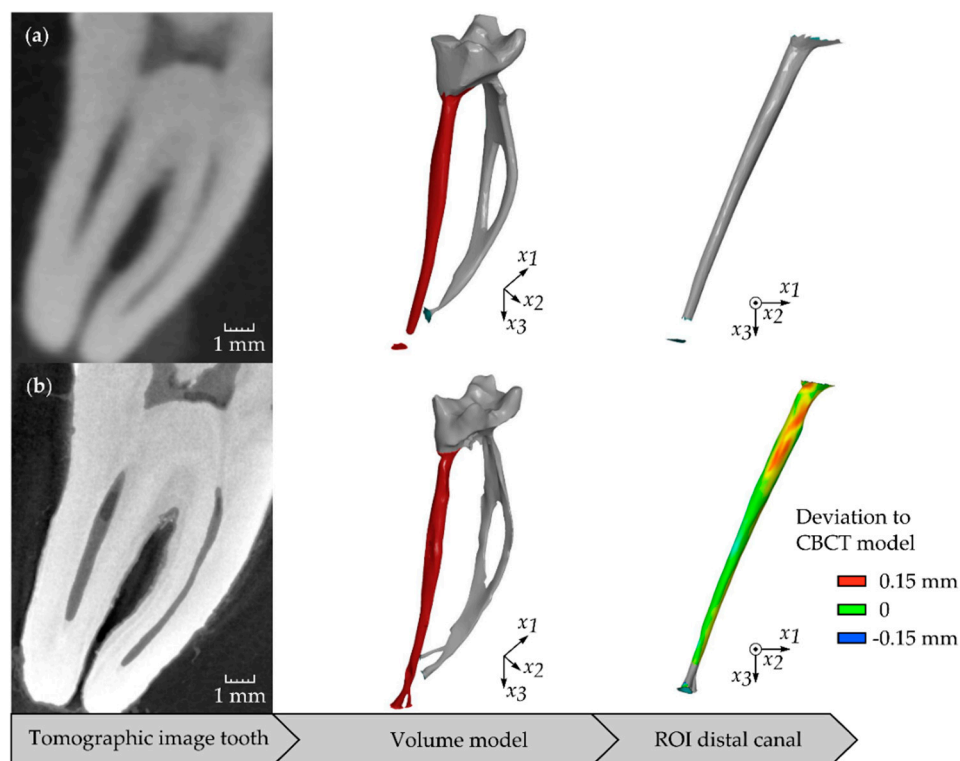 (a)
1 mm
x1
x2
x3
x1
x2
x3
(b)
1 mm
x1
x2
x3
Deviation to
CBCT model
0.15 mm
0
-0.15 mm
x1
x2
x3
Tomographic image tooth
Volume model
ROI distal canal